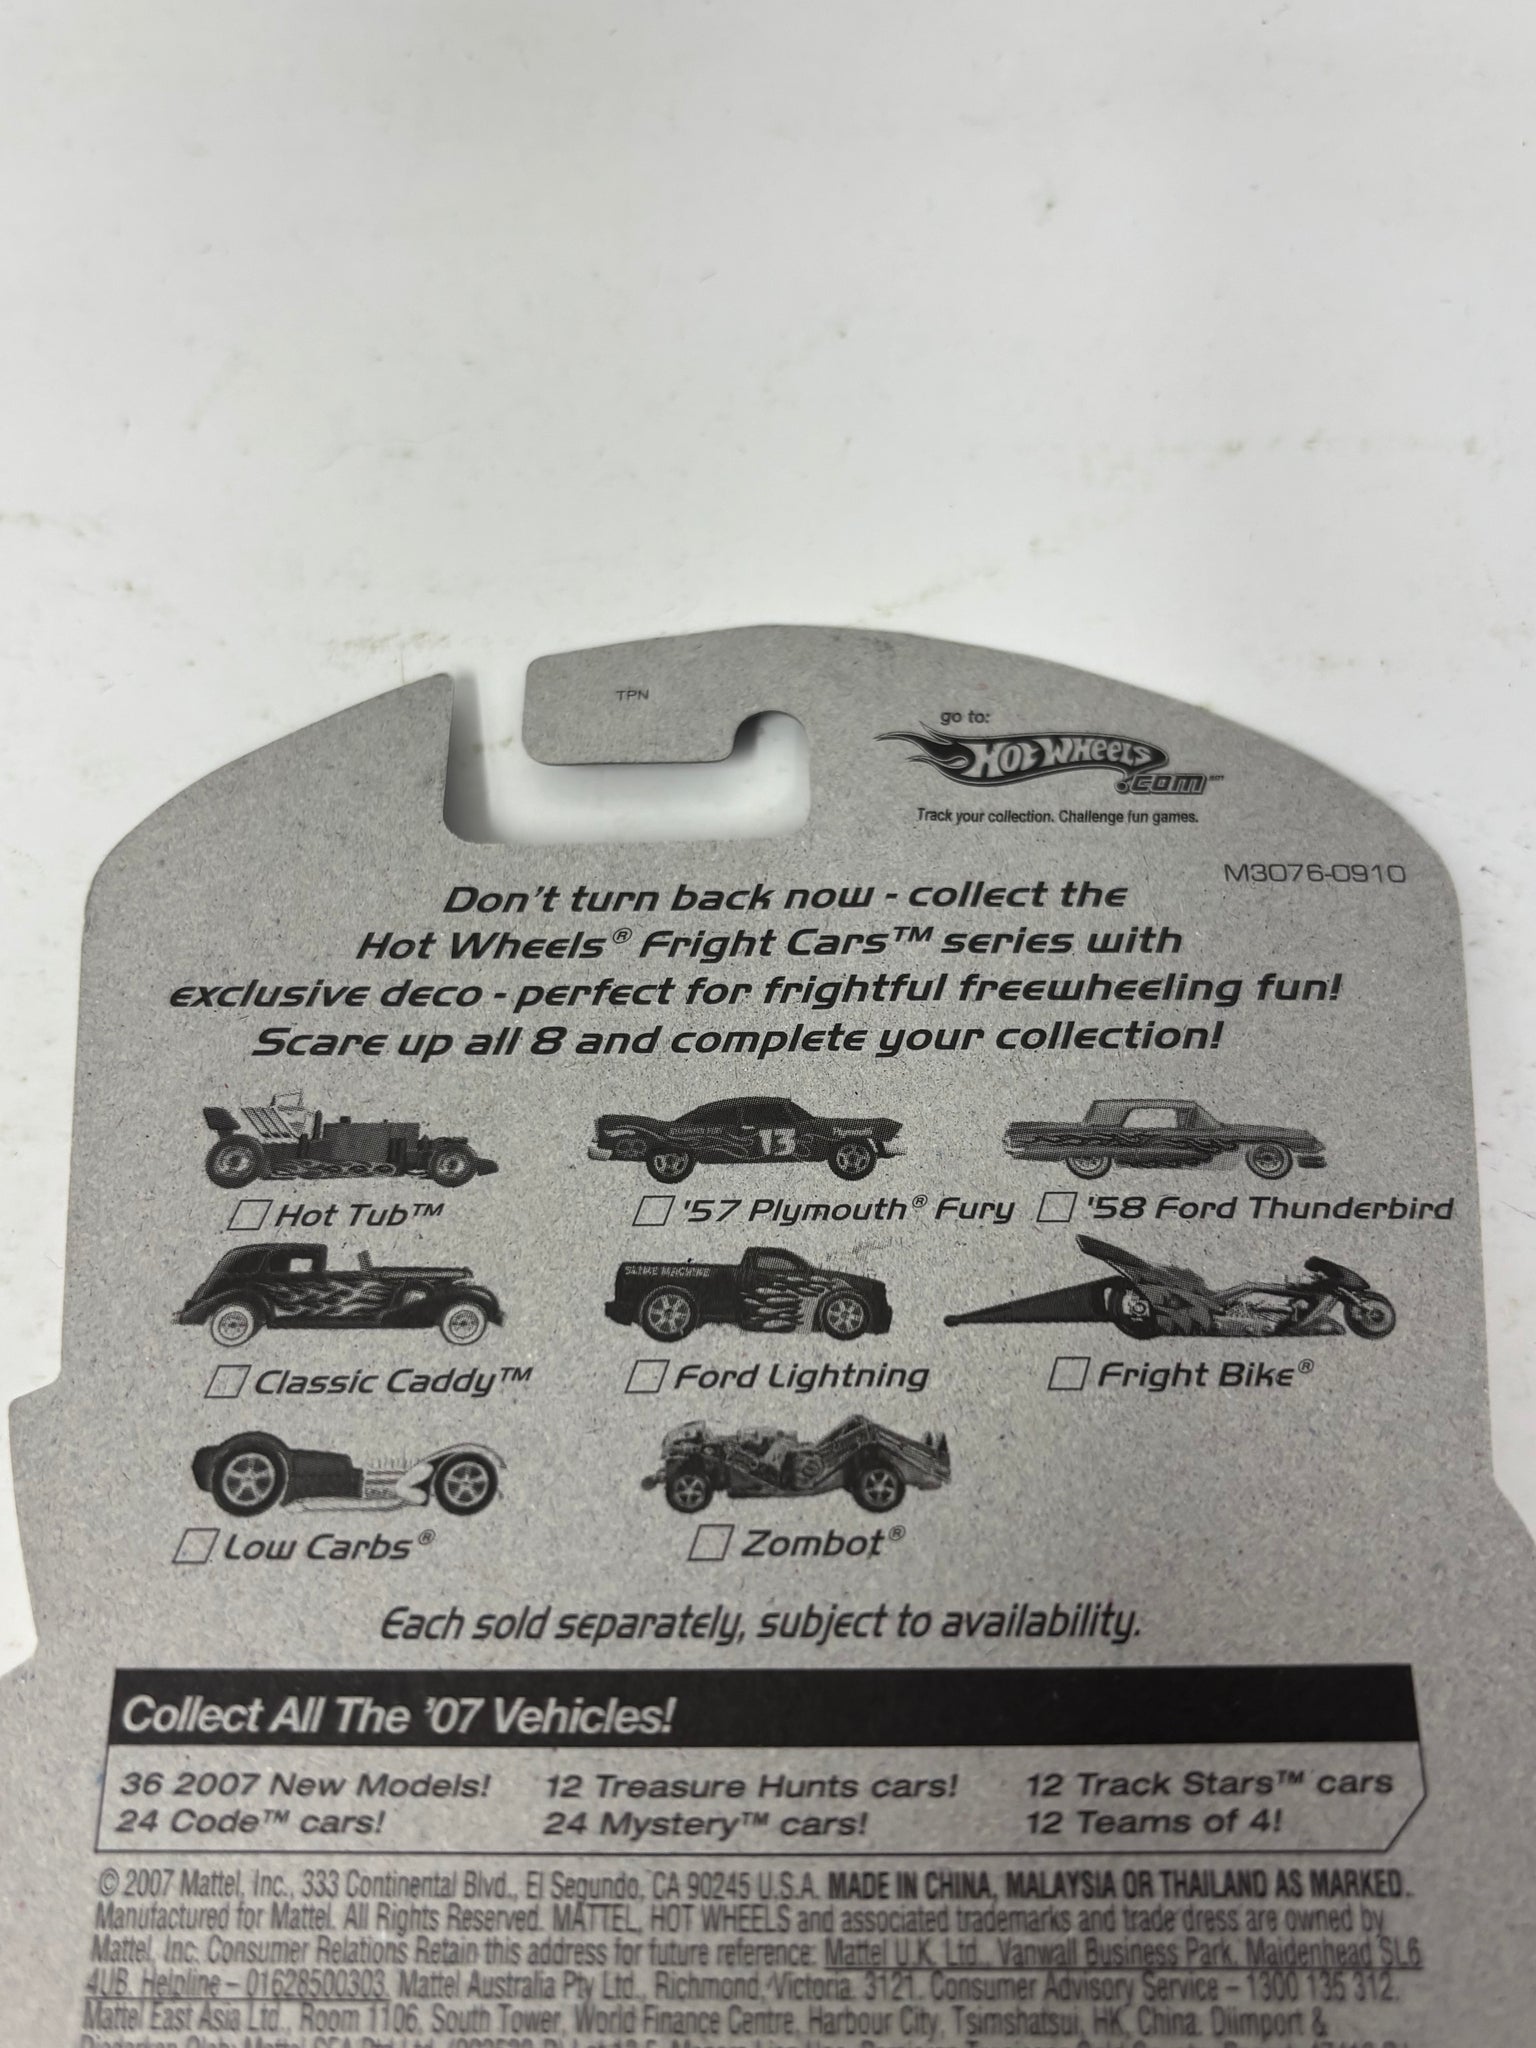 TPN
go to:
HOT WHEELS
.COM
Track your collection. Challenge fun games.
M3076-0910
Don't turn back now - collect the
Hot Wheels® Fright Cars™ series with
exclusive deco - perfect for frightful freewheeling fun!
Scare up all 8 and complete your collection!
13 Plymouth
Hot Tub™ '57 Plymouth® Fury '58 Ford Thunderbird
SLIME MACHINE
Classic Caddy™ Ford Lightning Fright Bike®
Low Carbs® Zombot®
Each sold separately, subject to availability.
Collect All The '07 Vehicles!
36 2007 New Models! 12 Treasure Hunts cars! 12 Track Stars™ cars
24 Code™ cars! 24 Mystery™ cars! 12 Teams of 4!
© 2007 Mattel, Inc., 333 Continental Blvd., El Segundo, CA 90245 U.S.A. MADE IN CHINA, MALAYSIA OR THAILAND AS MARKED.
Manufactured for Mattel. All Rights Reserved. MATTEL, HOT WHEELS and associated trademarks and trade dress are owned by
Mattel, Inc. Consumer Relations Retain this address for future reference: Mattel U.K. Ltd., Vanwall Business Park, Maidenhead SL6
4UB. Helpline – 01628500303. Mattel Australia Pty Ltd., Richmond, Victoria. 3121. Consumer Advisory Service – 1300 135 312.
Mattel East Asia Ltd., Room 1106, South Tower, World Finance Centre, Harbour City, Tsimshatsui, HK, China. Diimport &